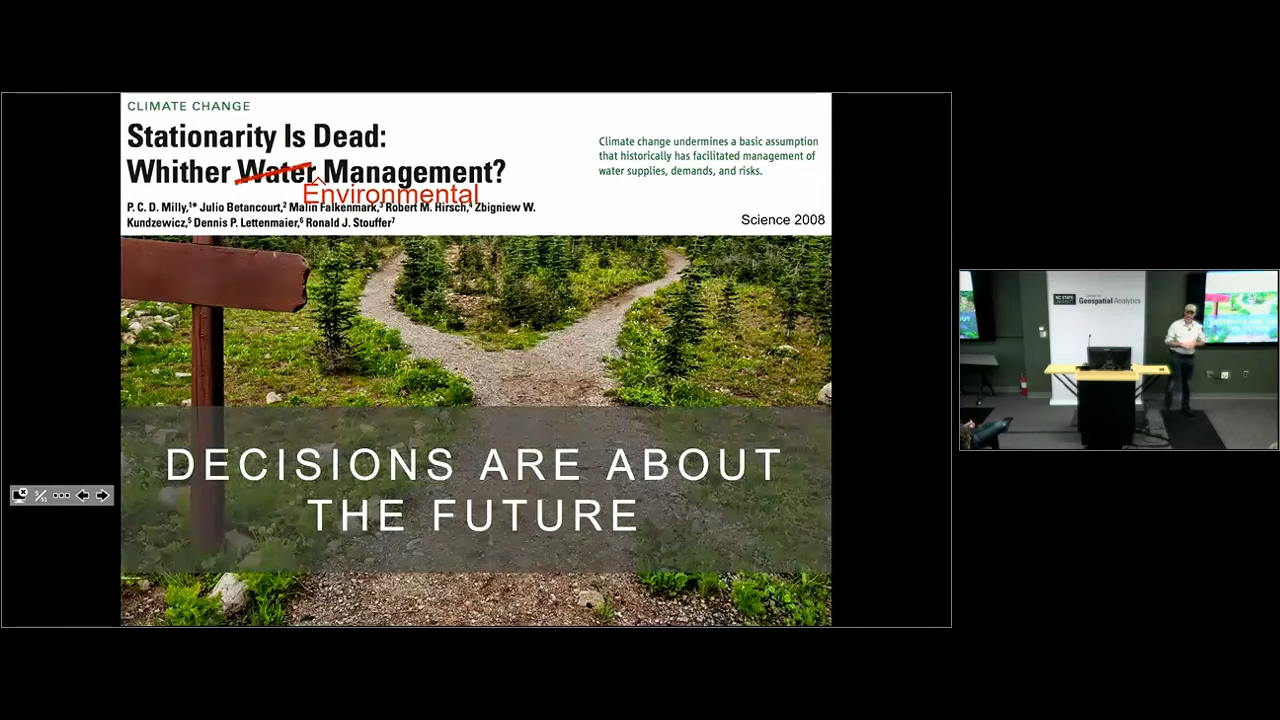 CLIMATE CHANGE
Stationarity Is Dead:
Whither Water Management?
Environmental
P. C. D. Milly,¹* Julio Betancourt,² Malin Falkenmark,³ Robert M. Hirsch,⁴ Zbigniew W.
Kundzewicz,⁵ Dennis P. Lettenmaier,⁶ Ronald J. Stouffer⁷
Climate change undermines a basic assumption
that historically has facilitated management of
water supplies, demands, and risks.
Science 2008
DECISIONS ARE ABOUT
THE FUTURE
NC STATE
Geospatial Analytics